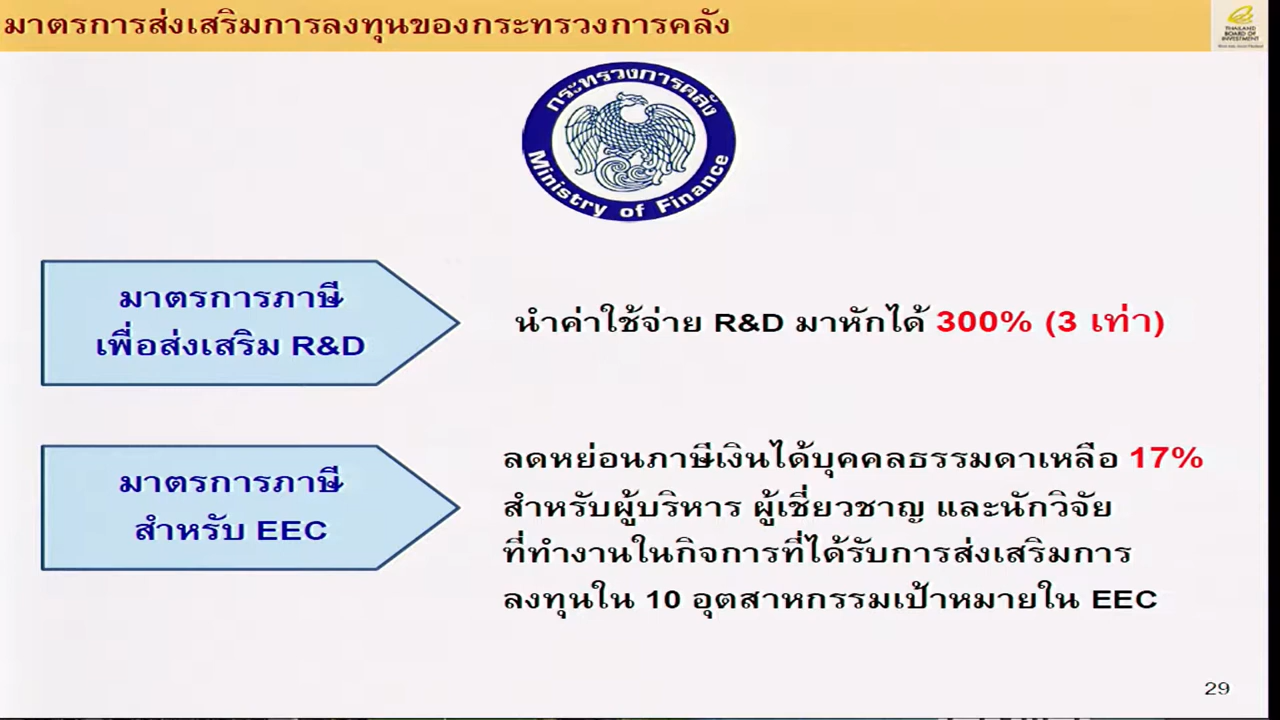 มาตรการส่งเสริมการลงทุนของกระทรวงการคลัง
THAILAND
BOARD OF
INVESTMENT
กระทรวงการคลัง
Ministry of Finance
มาตรการภาษี
เพื่อส่งเสริม R&D
นำค่าใช้จ่าย R&D มาหักได้ 300% (3 เท่า)
มาตรการภาษี
สำหรับ EEC
ลดหย่อนภาษีเงินได้บุคคลธรรมดาเหลือ 17%
สำหรับผู้บริหาร ผู้เชี่ยวชาญ และนักวิจัย
ที่ทำงานในกิจการที่ได้รับการส่งเสริมการ
ลงทุนใน 10 อุตสาหกรรมเป้าหมายใน EEC
29